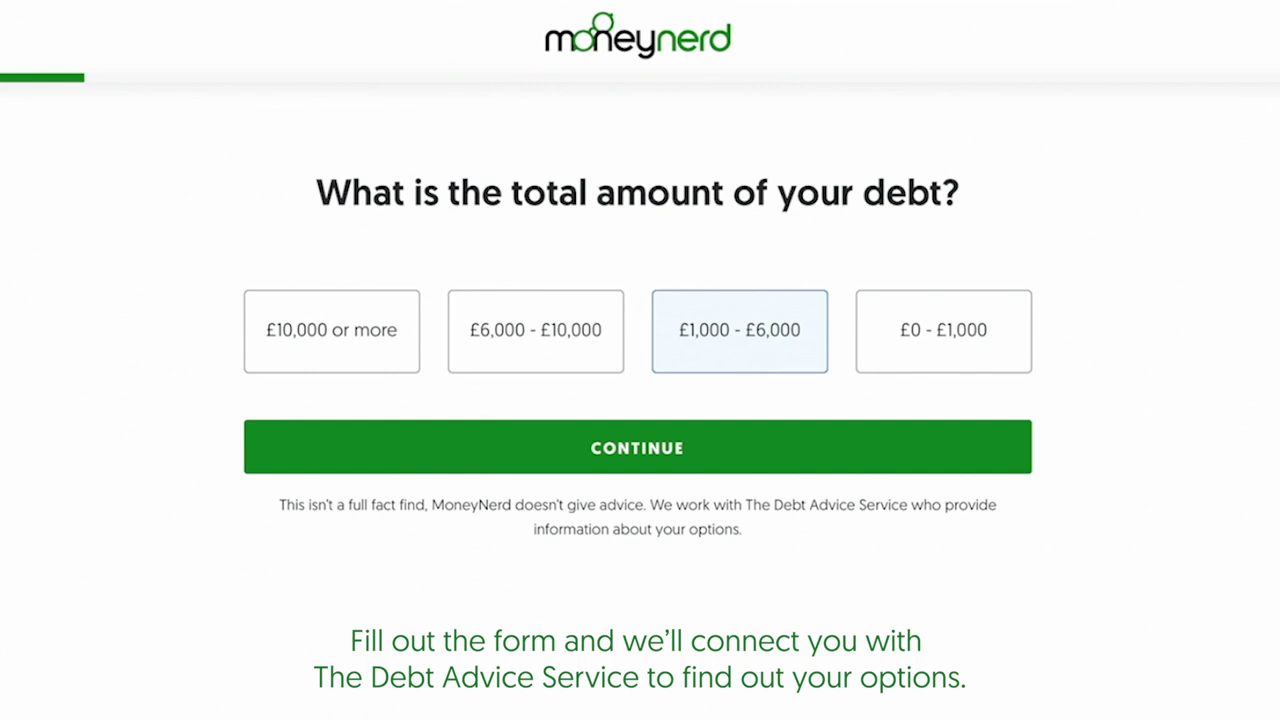 moneynerd
What is the total amount of your debt?
£10,000 or more
£6,000 - £10,000
£1,000 - £6,000
£0 - £1,000
CONTINUE
This isn't a full fact find, MoneyNerd doesn't give advice. We work with The Debt Advice Service who provide
information about your options.
Fill out the form and we'll connect you with
The Debt Advice Service to find out your options.